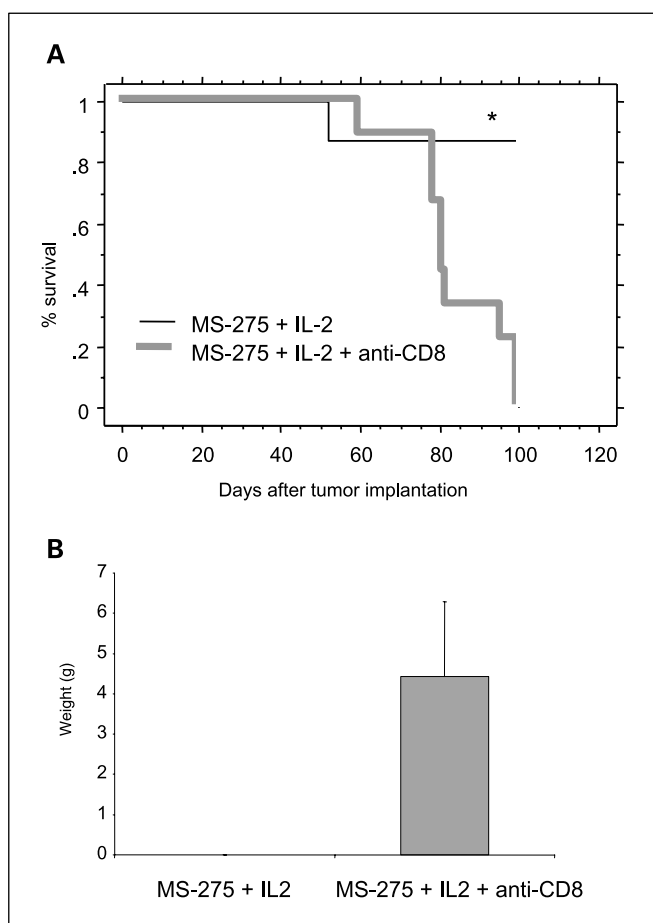 A
1
.8
.6
.4
.2
0
% survival
*
MS-275 + IL-2
MS-275 + IL-2 + anti-CD8
0 20 40 60 80 100 120
Days after tumor implantation
B
7
6
5
4
3
2
1
0
Weight (g)
MS-275 + IL2 MS-275 + IL2 + anti-CD8